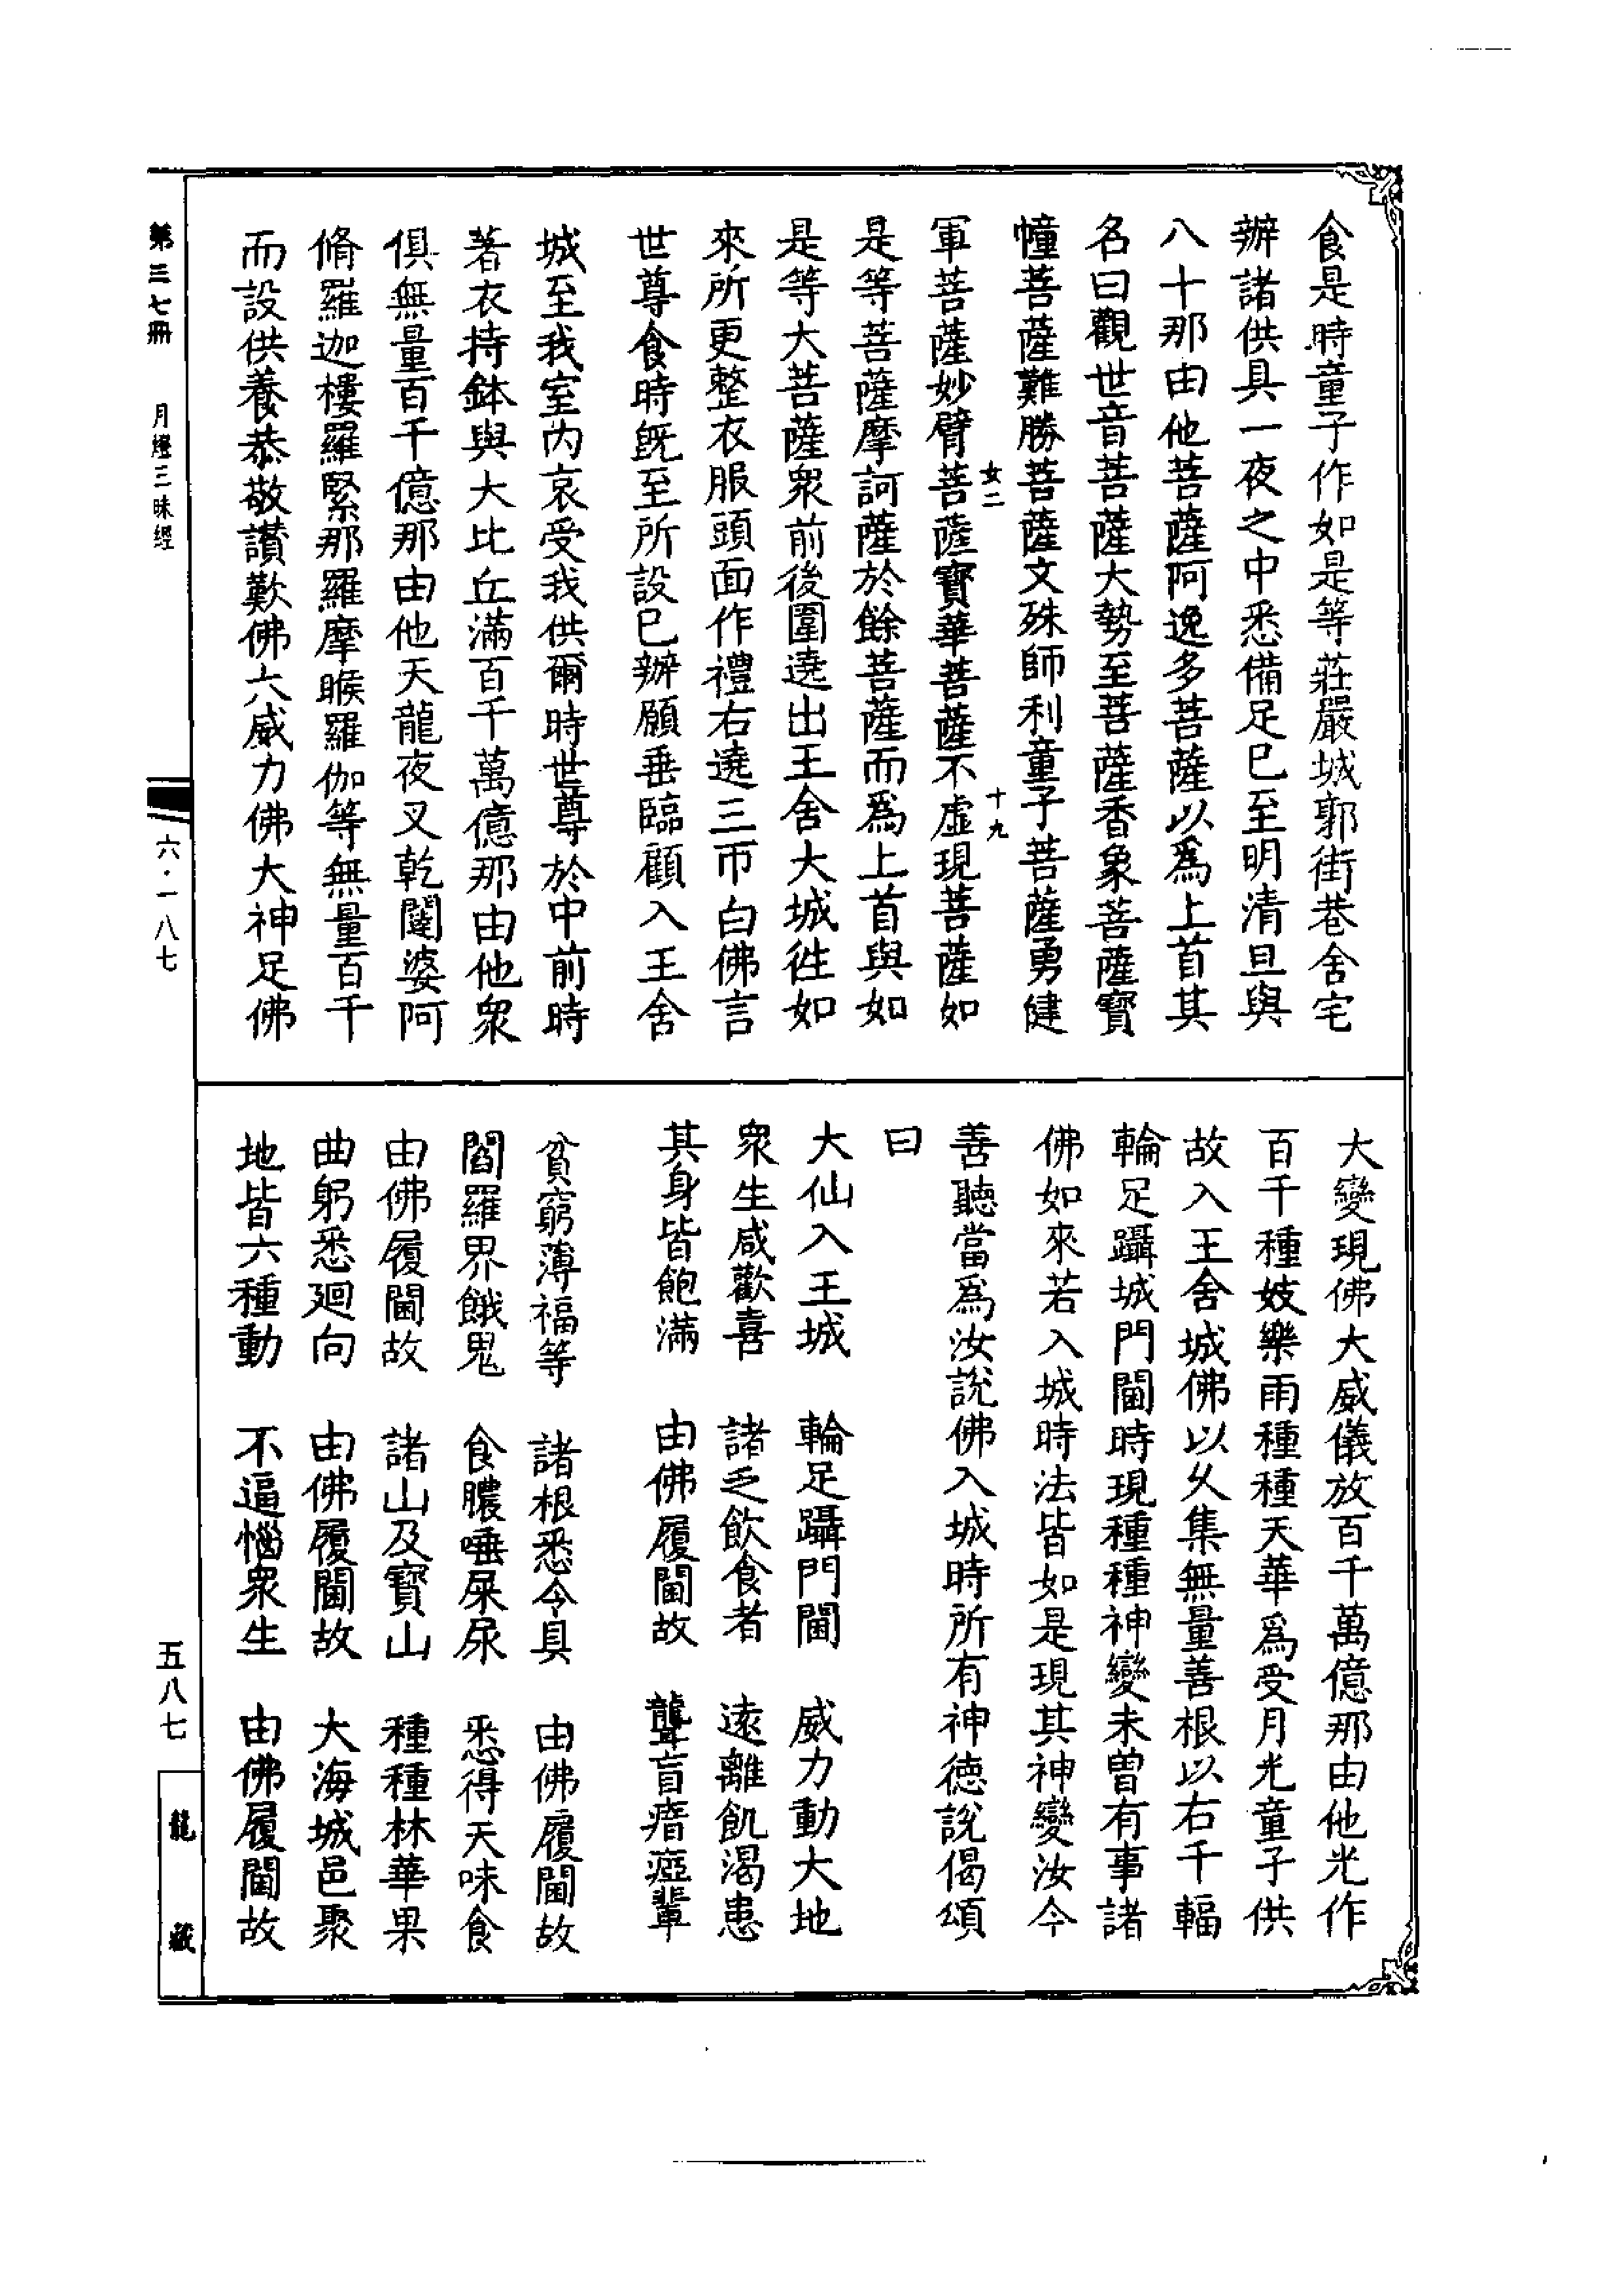 食是時童子作如是等莊嚴城郭街巷舍宅
辦諸供具一夜之中悉備足已至明清旦與
八十那由他菩薩阿逸多菩薩以爲上首其
名曰觀世音菩薩大勢至菩薩香象菩薩寶
幢菩薩難勝菩薩文殊師利童子菩薩勇健
女二 十九
軍菩薩妙臂菩薩寶華菩薩不虛現菩薩如
是等菩薩摩訶薩於餘菩薩而爲上首與如
是等大菩薩眾前後圍遶出王舍大城往如
來所更整衣服頭面作禮右遶三帀白佛言
世尊食時既至所設已辦願垂臨顧入王舍
城至我室內哀受我供爾時世尊於中前時
著衣持鉢與大比丘滿百千萬億那由他眾
俱無量百千億那由他天龍夜叉乾闥婆阿
脩羅迦樓羅緊那羅摩睺羅伽等無量百千
而設供養恭敬讚歎佛大威力佛大神足佛
大變現佛大威儀放百千萬億那由他光作
百千種妓樂雨種種天華爲受月光童子供
故入王舍城佛以久集無量善根以右千輻
輪足躡城門閫時現種種神變未曾有事諸
佛如來若入城時法皆如是現其神變汝今
善聽當爲汝說佛入城時所有神德說偈頌
曰
大仙入王城 輪足躡門閫 威力動大地
眾生咸歡喜 諸乏飲食者 遠離飢渴患
其身皆飽滿 由佛履閫故 聾盲瘖瘂輩
貧窮薄福等 諸根悉令具 由佛履閫故
閻羅界餓鬼 食膿唾屎尿 悉得天味食
由佛履閫故 諸山及寶山 種種林華果
曲躬悉迴向 由佛履閫故 大海城邑聚
地皆六種動 不逼惱眾生 由佛履閫故
第三七冊 月燈三昧經
六·一八七
五八七
龍藏